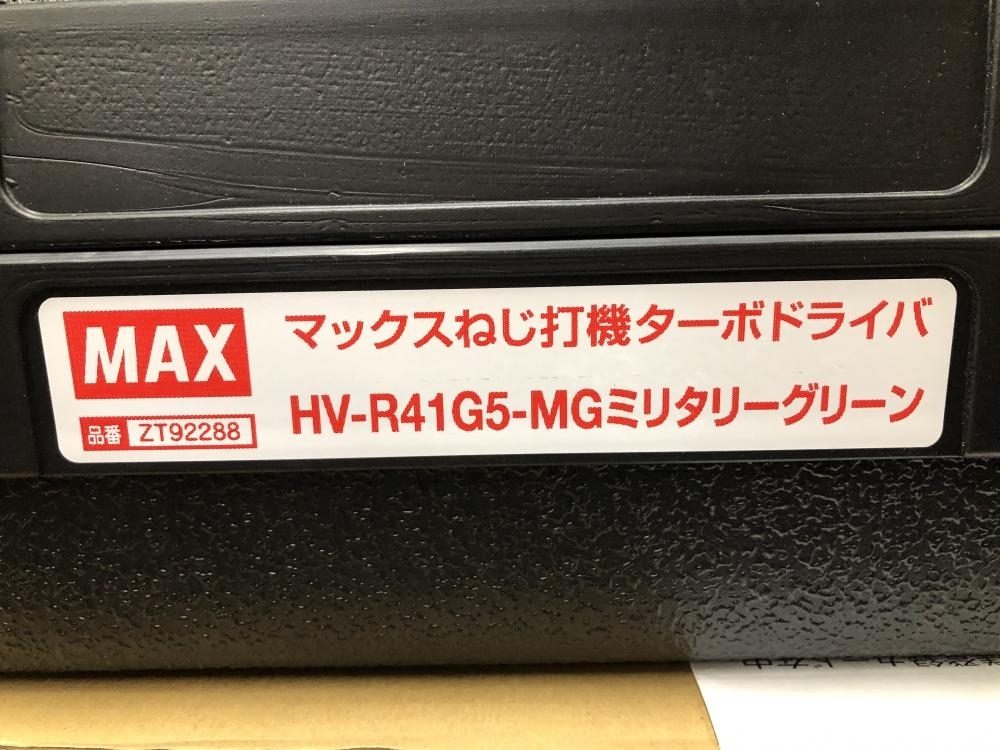 MAX
マックスねじ打機ターボドライバ
HV-R41G5-MGミリタリーグリーン
品番 ZT92288